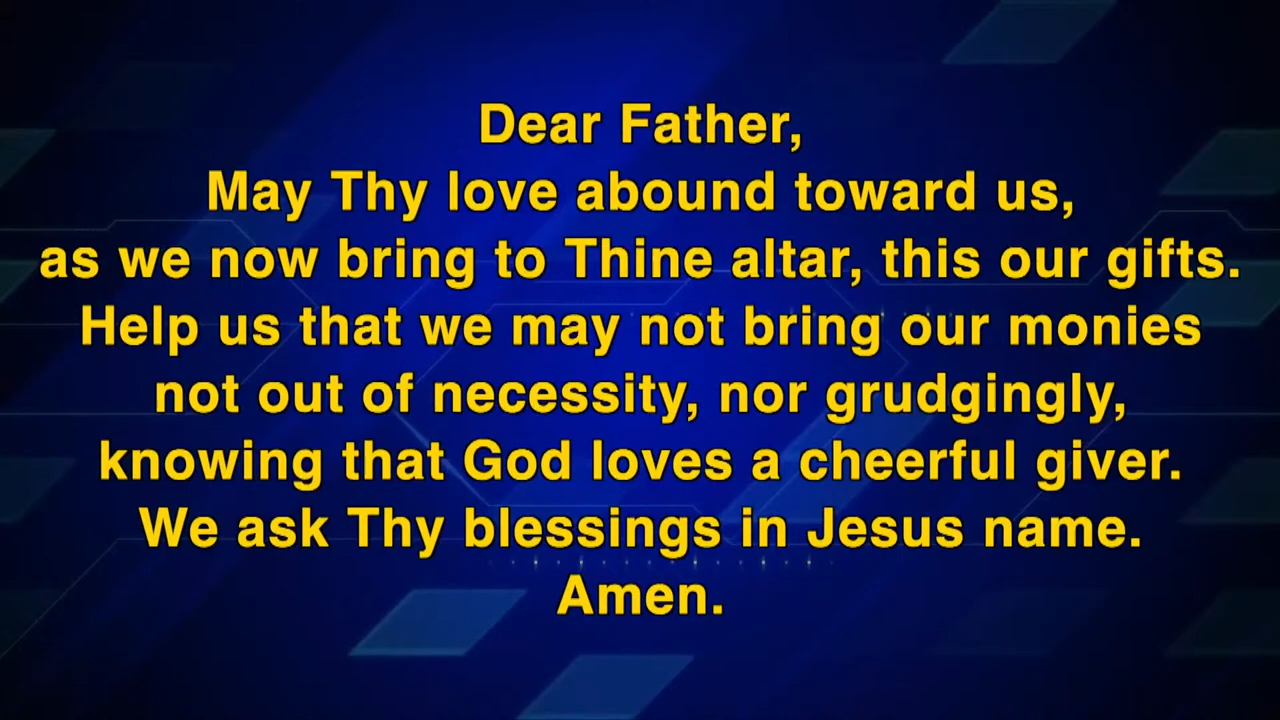 Dear Father,
May Thy love abound toward us,
as we now bring to Thine altar, this our gifts.
Help us that we may not bring our monies
not out of necessity, nor grudgingly,
knowing that God loves a cheerful giver.
We ask Thy blessings in Jesus name.
Amen.